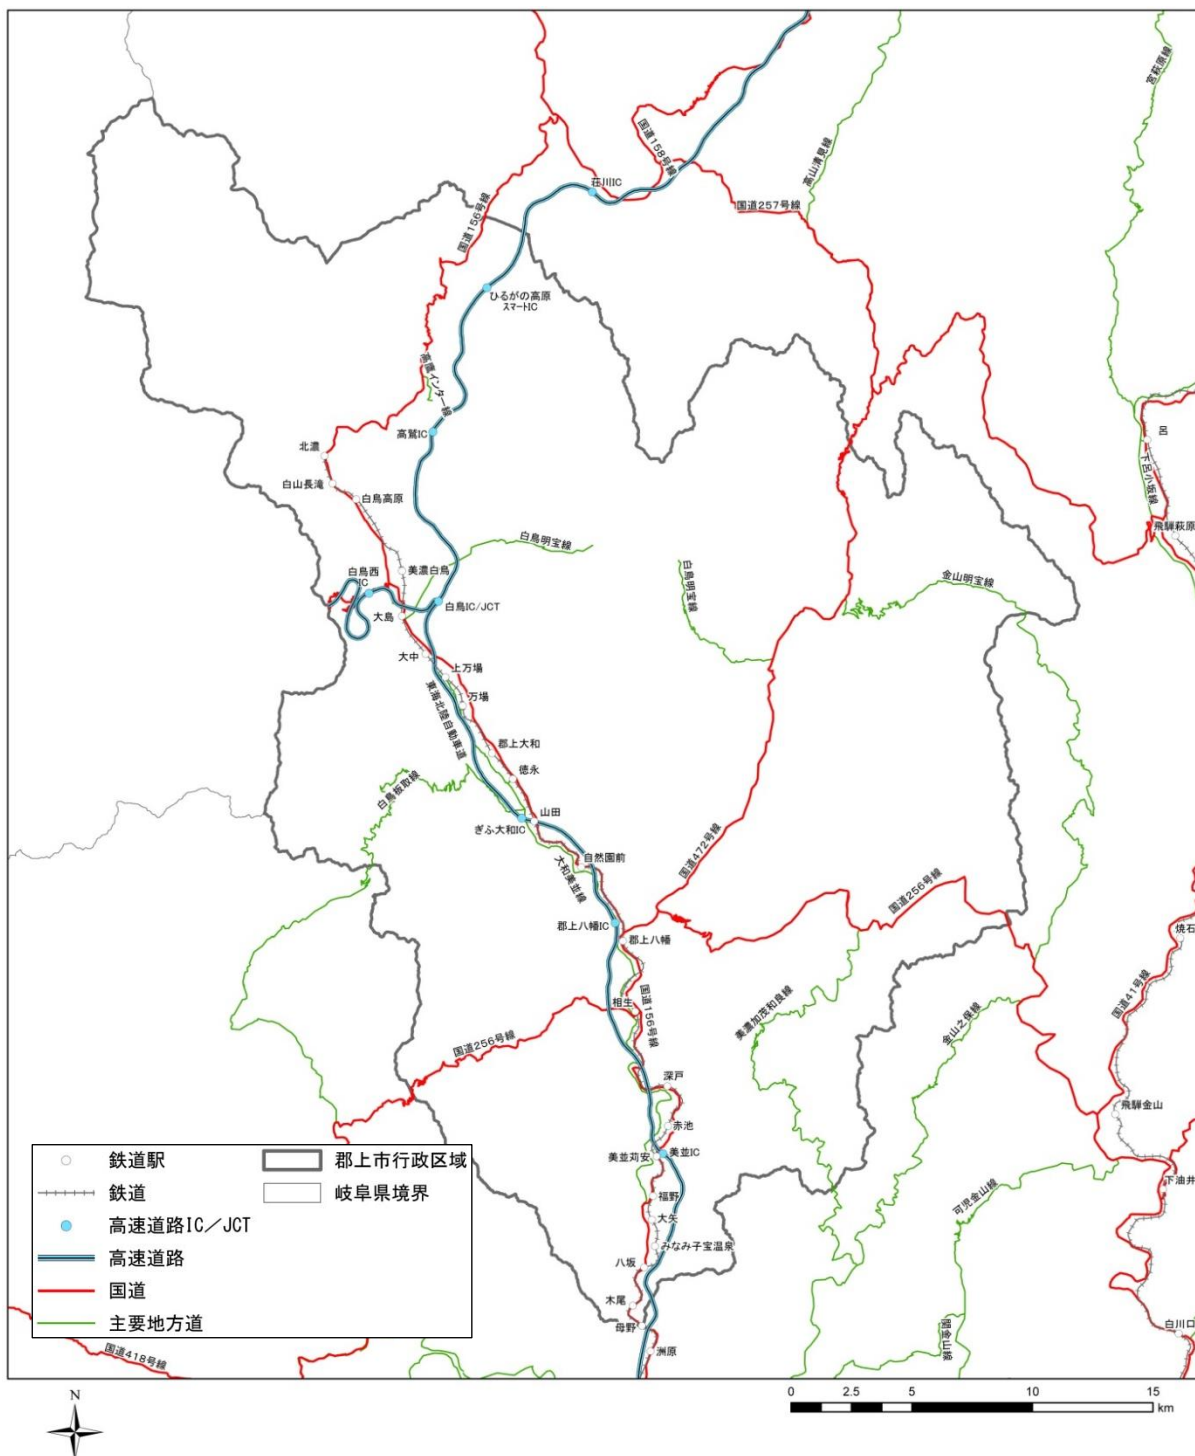 宮萩原線
国道158号線
高山清見線
荘川IC
国道257号線
国道156号線
ひるがの高原
スマートIC
高鷹インター線
高鷲IC
北濃
呂
白山長滝
白鳥高原
下呂小坂線
飛騨萩原
白鳥明宝線
美濃白鳥
白鳥西
IC
白鳥明宝線
金山明宝線
白鳥IC/JCT
大島
大中
上万場
万場
東海北陸自動車道
郡上大和
徳永
白鳥板取線
山田
ぎふ大和IC
自然園前
国道472号線
大和美並線
国道256号線
郡上八幡IC
郡上八幡
焼石
国道41号線
相生
国道156号線
美濃加茂和良線
金山之保線
国道256号線
深戸
飛騨金山
赤池
美並苅安
美並IC
下油井
福野
可児金山線
大矢
みなみ子宝温泉
八坂
木尾
母野
白川口
洲原
関金山線
国道418号線
鉄道駅
郡上市行政区域
鉄道
岐阜県境界
高速道路IC/JCT
高速道路
国道
主要地方道
N
0 2.5 5 10 15
km